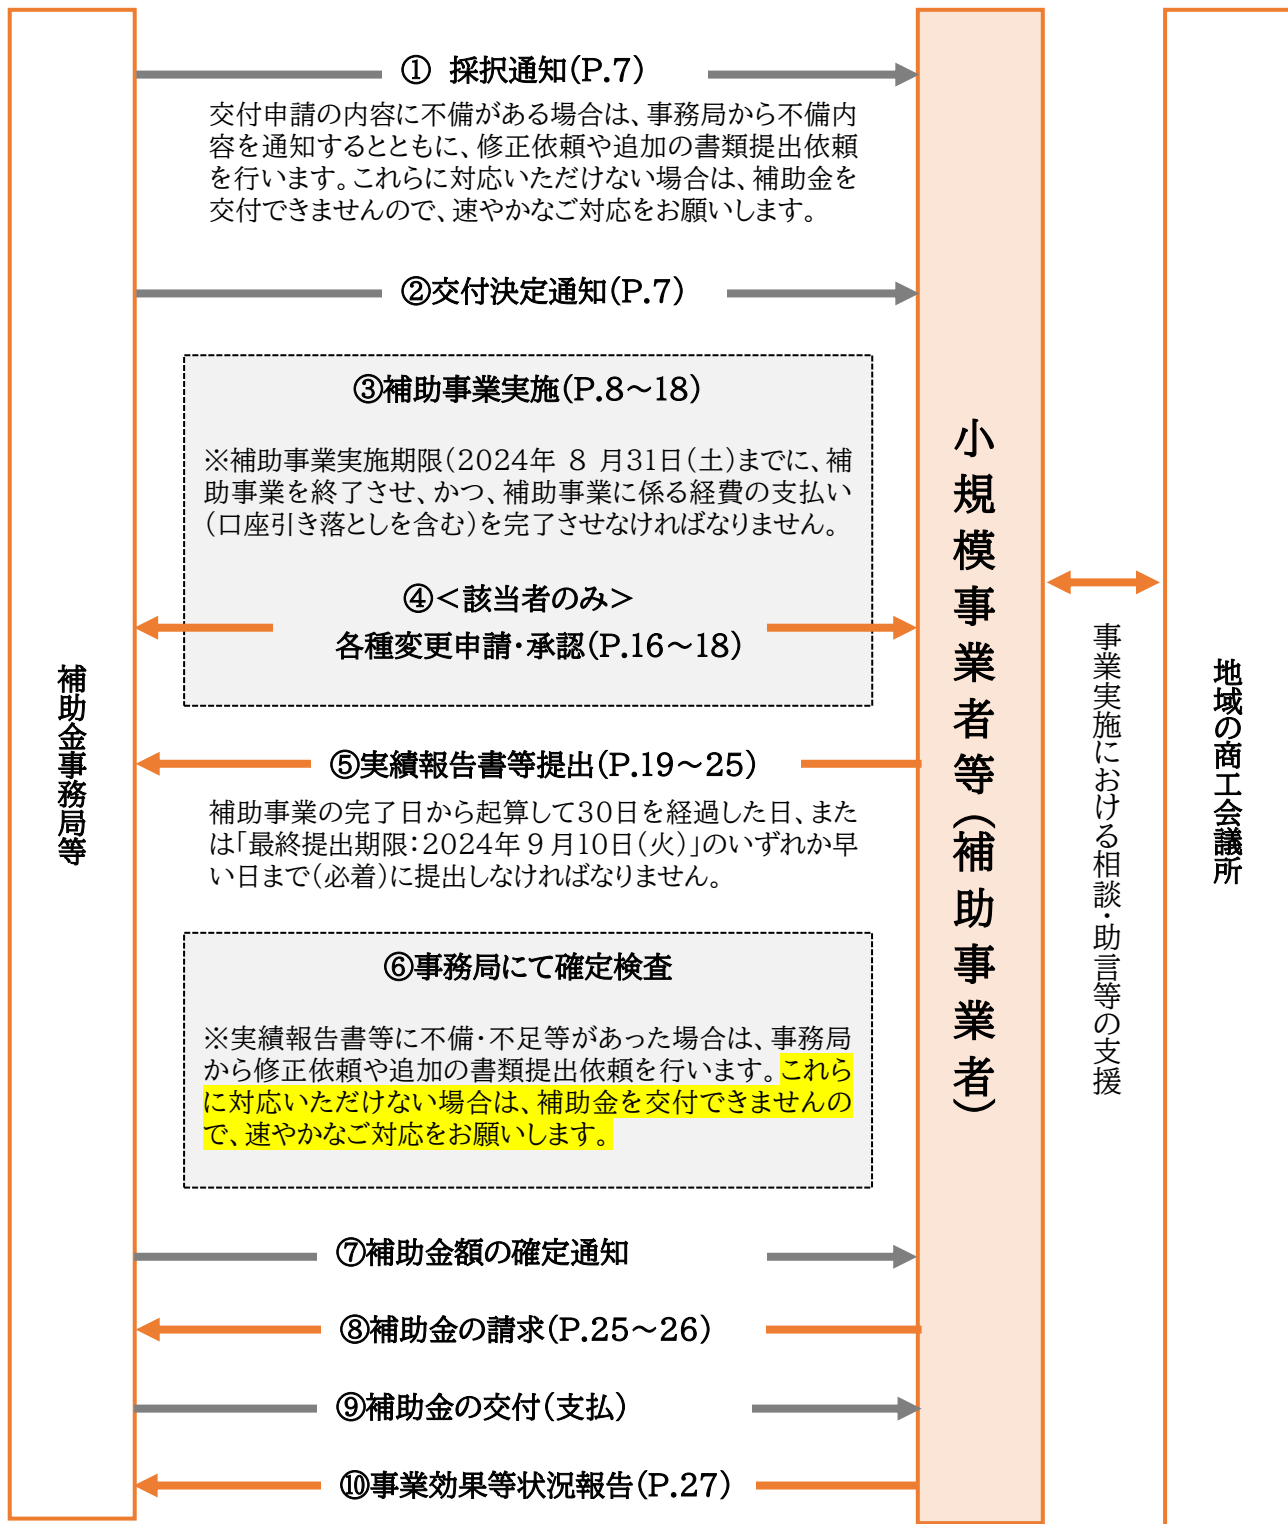 ① 採択通知(P.7)
交付申請の内容に不備がある場合は、事務局から不備内
容を通知するとともに、修正依頼や追加の書類提出依頼
を行います。これらに対応いただけない場合は、補助金を
交付できませんので、速やかなご対応をお願いします。
②交付決定通知(P.7)
③補助事業実施(P.8～18)
※補助事業実施期限(2024年 8 月31日(土)までに、補
助事業を終了させ、かつ、補助事業に係る経費の支払い
(口座引き落としを含む)を完了させなければなりません。
④＜該当者のみ＞
各種変更申請・承認(P.16～18)
⑤実績報告書等提出(P.19～25)
補助事業の完了日から起算して30日を経過した日、また
は「最終提出期限：2024年 9 月10日(火)」のいずれか早
い日まで(必着)に提出しなければなりません。
⑥事務局にて確定検査
※実績報告書等に不備・不足等があった場合は、事務局
から修正依頼や追加の書類提出依頼を行います。これら
に対応いただけない場合は、補助金を交付できませんの
で、速やかなご対応をお願いします。
⑦補助金額の確定通知
⑧補助金の請求(P.25～26)
⑨補助金の交付(支払)
⑩事業効果等状況報告(P.27)
補助金事務局等
小規模事業者等(補助事業者)
事業実施における相談・助言等の支援
地域の商工会議所